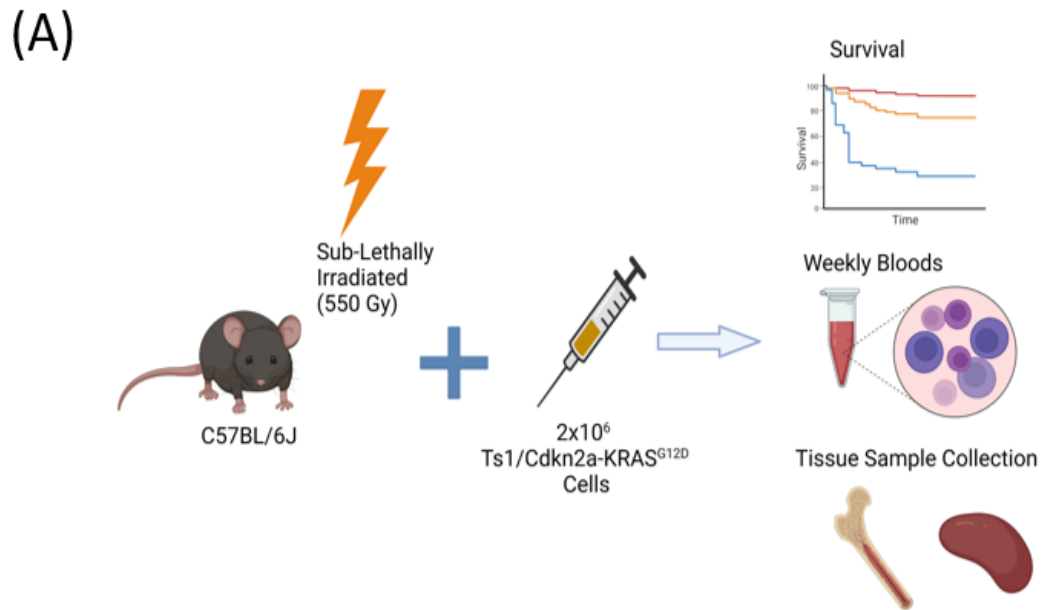 (A)
Sub-Lethally
Irradiated
(550 Gy)
C57BL/6J
2x10⁶
Ts1/Cdkn2a-KRASᴳ¹²ᴰ
Cells
Survival
100
80
60
40
20
0
Survival
Time
Weekly Bloods
Tissue Sample Collection